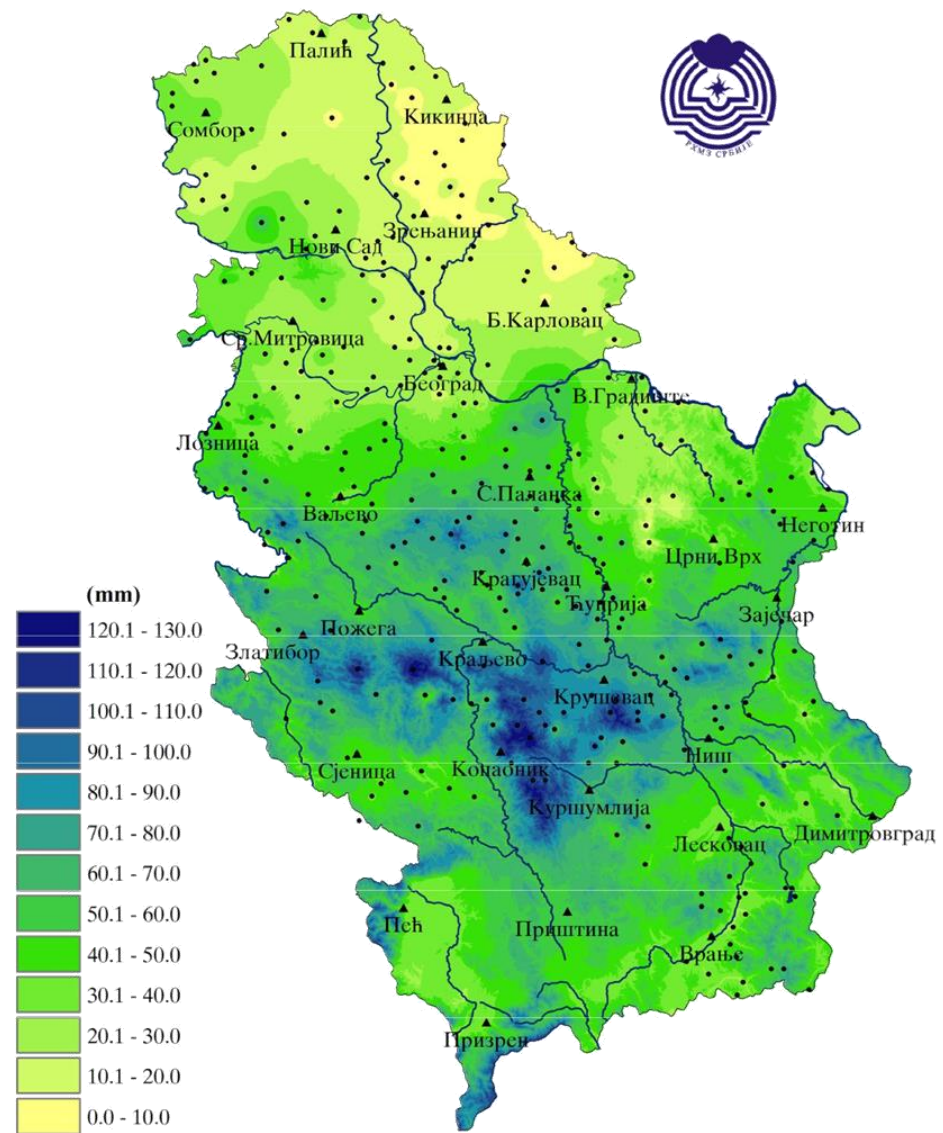 Палић
Кикинда
Сомбор
РХМЗ СРБИЈЕ
Зрењанин
Нови Сад
Б.Карловац
Ср.Митровица
Београд
В.Градиште
Лозница
С.Паланка
Ваљево
Неготин
Црни Врх
Крагујевац
Ћуприја
Зајечар
(mm)
120.1 - 130.0
110.1 - 120.0
100.1 - 110.0
90.1 - 100.0
80.1 - 90.0
70.1 - 80.0
60.1 - 70.0
50.1 - 60.0
40.1 - 50.0
30.1 - 40.0
20.1 - 30.0
10.1 - 20.0
0.0 - 10.0
Пожега
Златибор
Краљево
Крушевац
Ниш
Сјеница
Копаоник
Куршумлија
Лесковац
Димитровград
Пећ
Приштина
Врање
Призрен